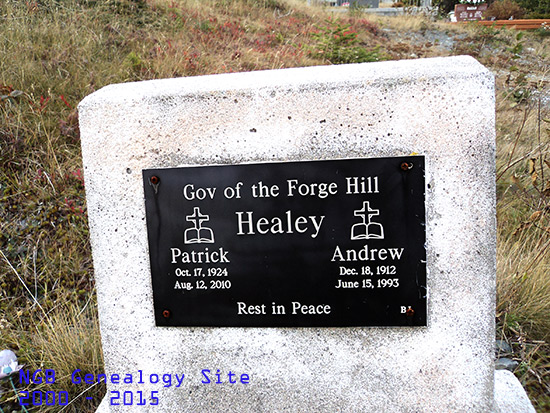 Gov of the Forge Hill
Healey
Patrick
Oct. 17, 1924
Aug. 12, 2010
Andrew
Dec. 18, 1912
June 15, 1993
Rest in Peace
NGB Genealogy Site
2000 - 2015